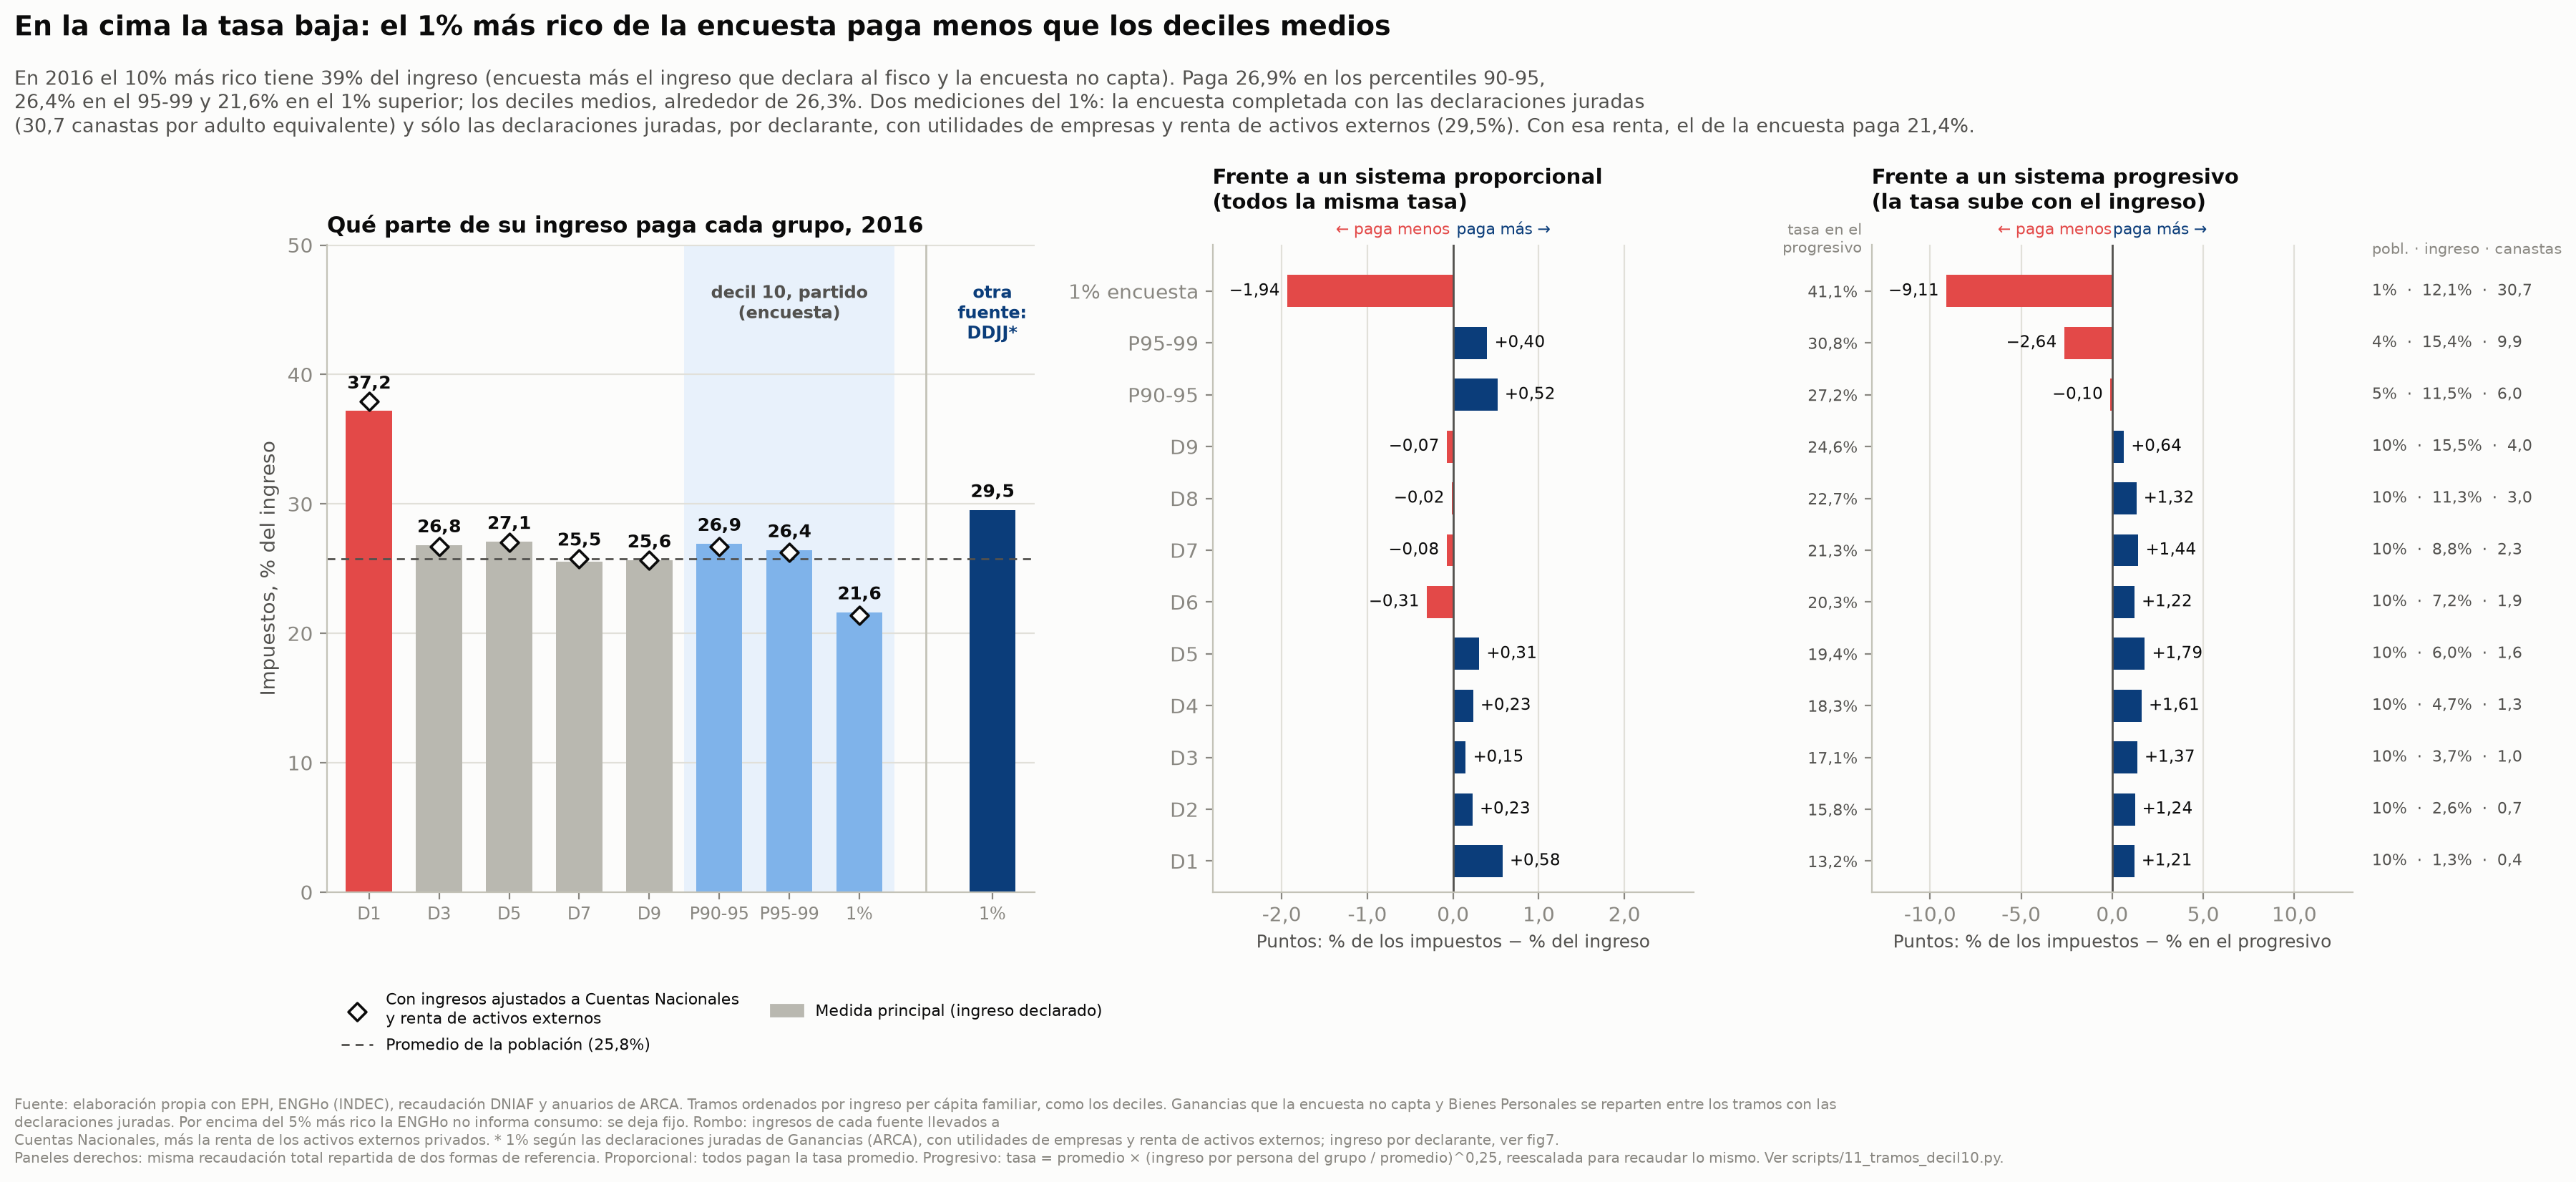 En la cima la tasa baja: el 1% más rico de la encuesta paga menos que los deciles medios
En 2016 el 10% más rico tiene 39% del ingreso (encuesta más el ingreso que declara al fisco y la encuesta no capta). Paga 26,9% en los percentiles 90-95,
26,4% en el 95-99 y 21,6% en el 1% superior; los deciles medios, alrededor de 26,3%. Dos mediciones del 1%: la encuesta completada con las declaraciones juradas
(30,7 canastas por adulto equivalente) y sólo las declaraciones juradas, por declarante, con utilidades de empresas y renta de activos externos (29,5%). Con esa renta, el de la encuesta paga 21,4%.
Qué parte de su ingreso paga cada grupo, 2016
Impuestos, % del ingreso
50
40
30
20
10
0
decil 10, partido
(encuesta)
otra
fuente:
DDJJ*
37,2
26,8
27,1
25,5
25,6
26,9
26,4
21,6
29,5
D1
D3
D5
D7
D9
P90-95
P95-99
1%
1%
Con ingresos ajustados a Cuentas Nacionales
y renta de activos externos
Promedio de la población (25,8%)
Medida principal (ingreso declarado)
Frente a un sistema proporcional
(todos la misma tasa)
← paga menos paga más →
1% encuesta −1,94
P95-99 +0,40
P90-95 +0,52
D9 −0,07
D8 −0,02
D7 −0,08
D6 −0,31
D5 +0,31
D4 +0,23
D3 +0,15
D2 +0,23
D1 +0,58
-2,0 -1,0 0,0 1,0 2,0
Puntos: % de los impuestos − % del ingreso
Frente a un sistema progresivo
(la tasa sube con el ingreso)
tasa en el
progresivo
← paga menos paga más →
pobl. · ingreso · canastas
41,1% −9,11 1% · 12,1% · 30,7
30,8% −2,64 4% · 15,4% · 9,9
27,2% −0,10 5% · 11,5% · 6,0
24,6% +0,64 10% · 15,5% · 4,0
22,7% +1,32 10% · 11,3% · 3,0
21,3% +1,44 10% · 8,8% · 2,3
20,3% +1,22 10% · 7,2% · 1,9
19,4% +1,79 10% · 6,0% · 1,6
18,3% +1,61 10% · 4,7% · 1,3
17,1% +1,37 10% · 3,7% · 1,0
15,8% +1,24 10% · 2,6% · 0,7
13,2% +1,21 10% · 1,3% · 0,4
-10,0 -5,0 0,0 5,0 10,0
Puntos: % de los impuestos − % en el progresivo
Fuente: elaboración propia con EPH, ENGHo (INDEC), recaudación DNIAF y anuarios de ARCA. Tramos ordenados por ingreso per cápita familiar, como los deciles. Ganancias que la encuesta no capta y Bienes Personales se reparten entre los tramos con las
declaraciones juradas. Por encima del 5% más rico la ENGHo no informa consumo: se deja fijo. Rombo: ingresos de cada fuente llevados a
Cuentas Nacionales, más la renta de los activos externos privados. * 1% según las declaraciones juradas de Ganancias (ARCA), con utilidades de empresas y renta de activos externos; ingreso por declarante, ver fig7.
Paneles derechos: misma recaudación total repartida de dos formas de referencia. Proporcional: todos pagan la tasa promedio. Progresivo: tasa = promedio × (ingreso por persona del grupo / promedio)^0,25, reescalada para recaudar lo mismo. Ver scripts/11_tramos_decil10.py.